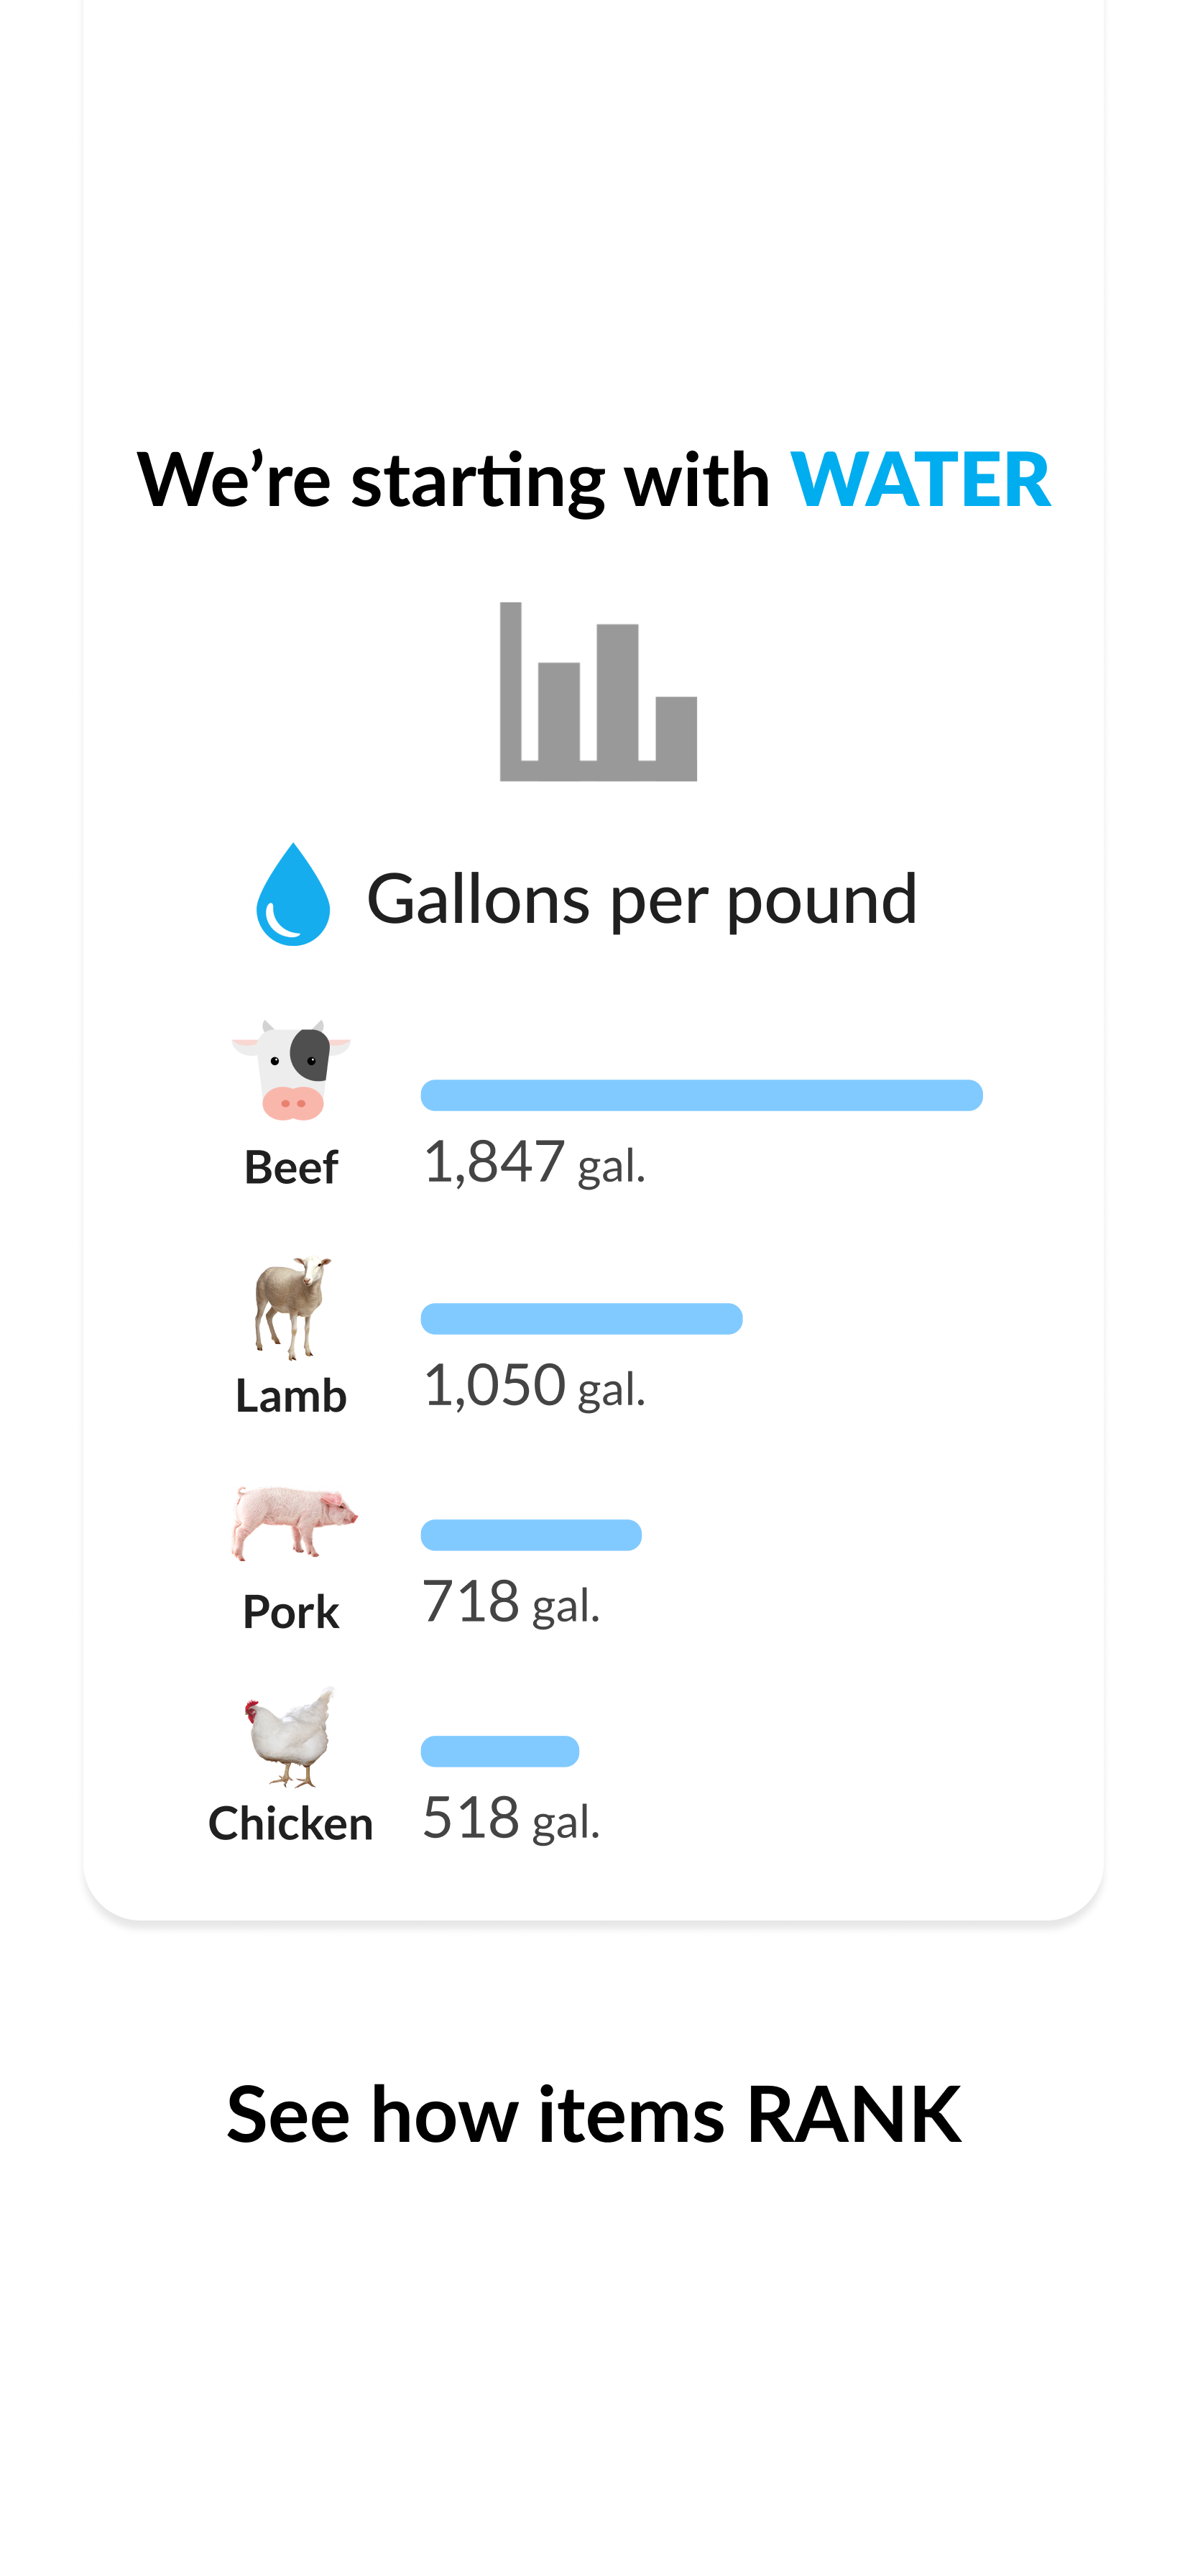 We’re starting with WATER
Gallons per pound
Beef
1,847 gal.
Lamb
1,050 gal.
Pork
718 gal.
Chicken
518 gal.
See how items RANK